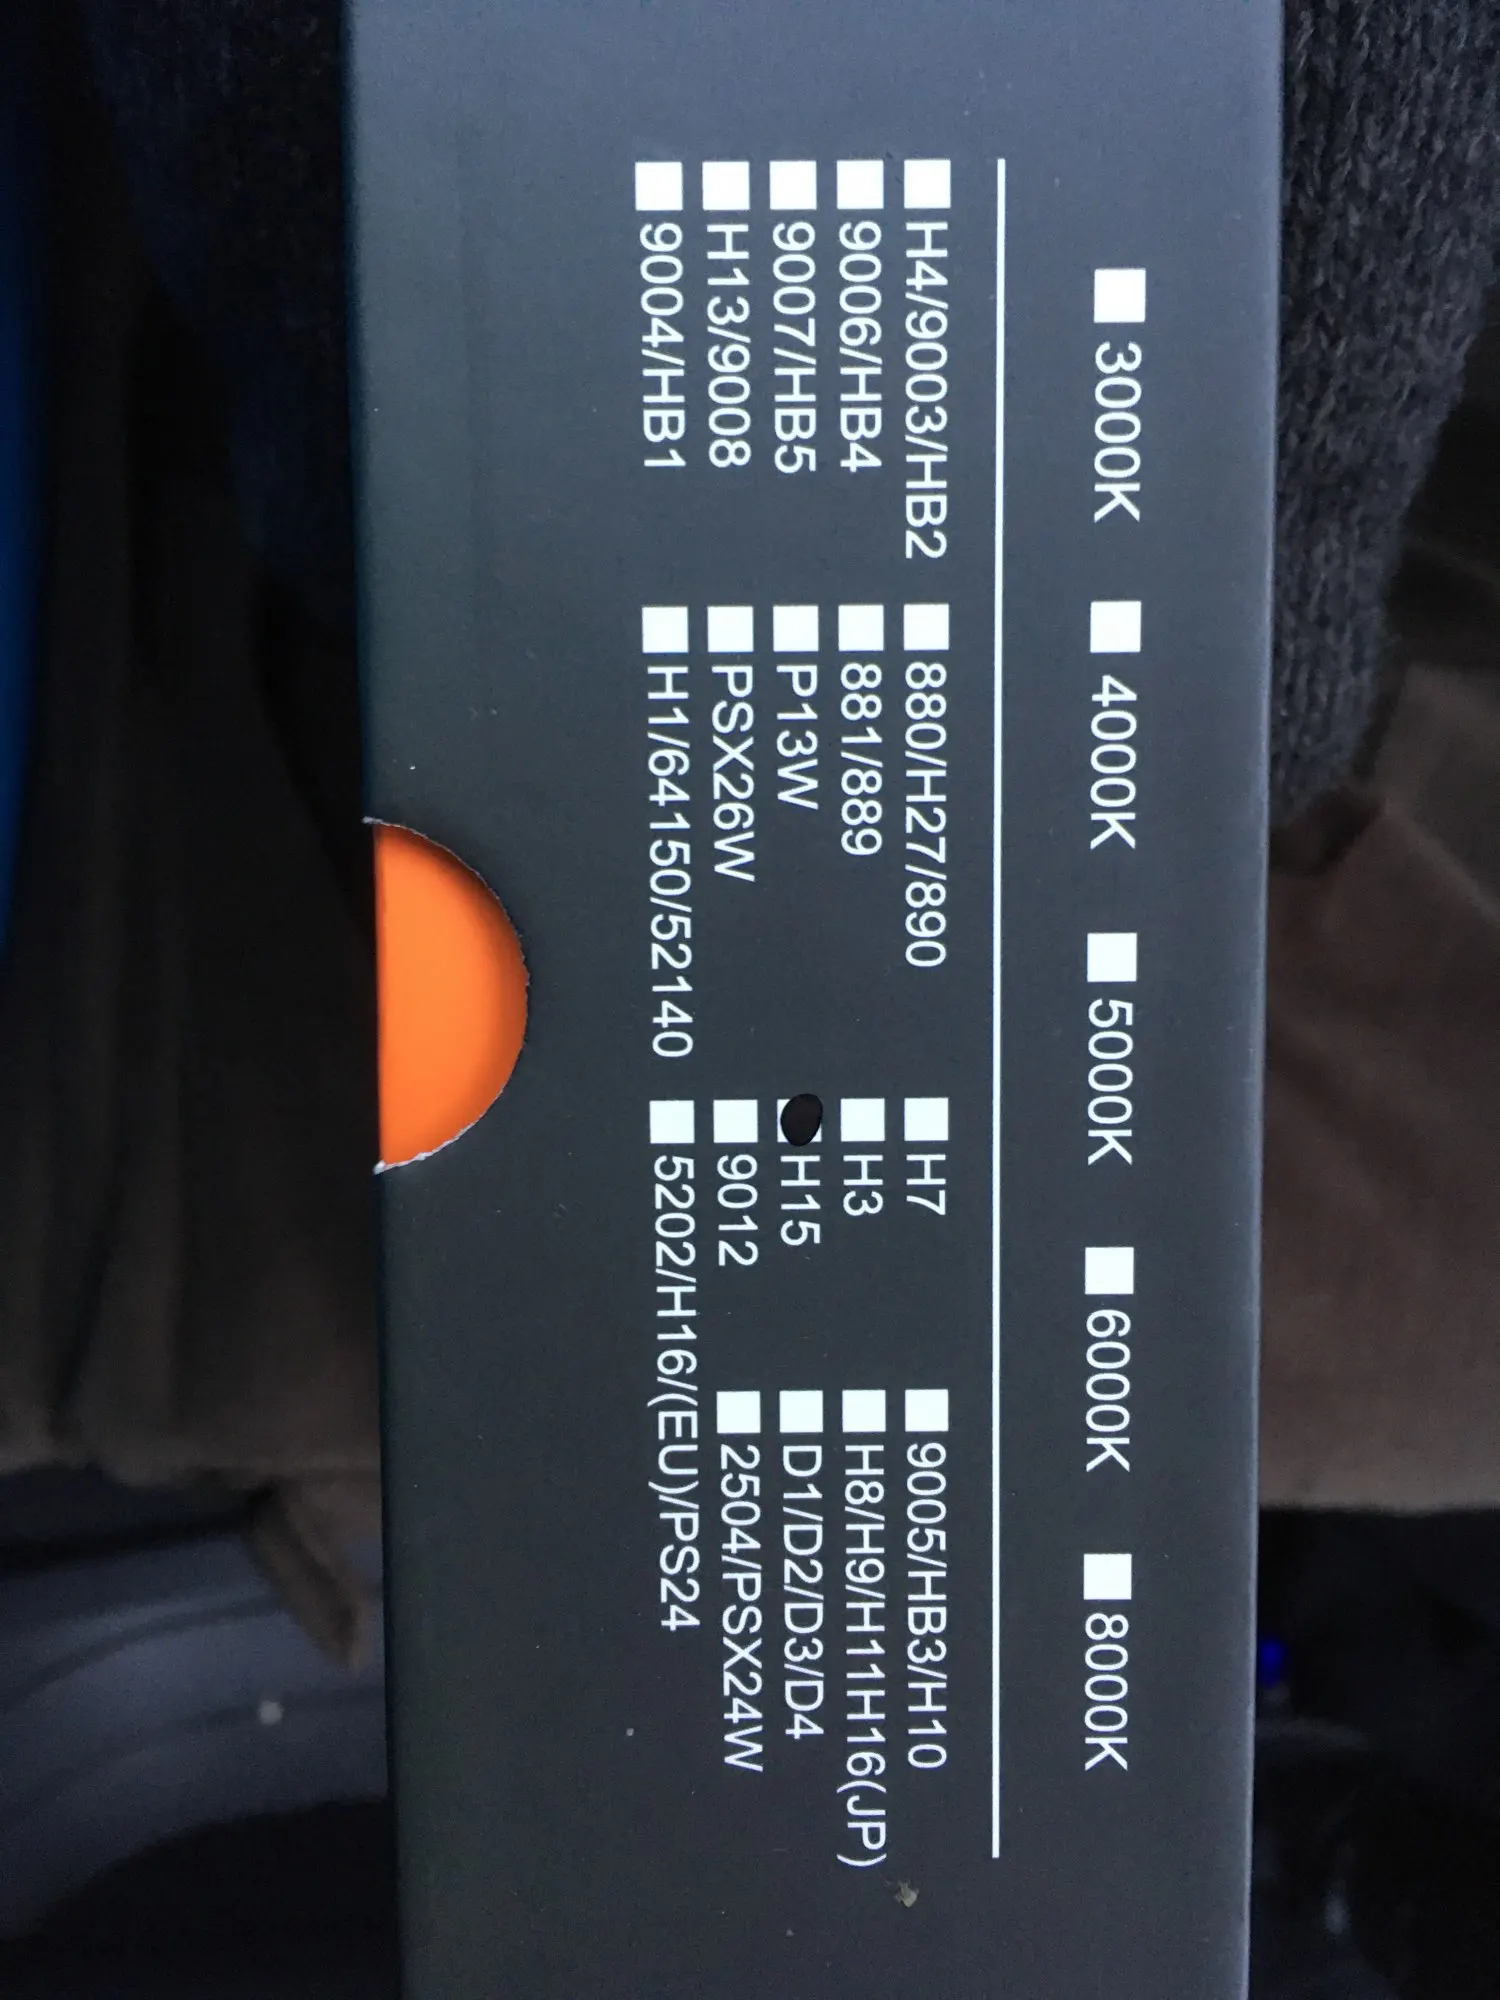 3000K 4000K 5000K 6000K 8000K
H4/9003/HB2 880/H27/890 H7 9005/HB3/H10
9006/HB4 881/889 H3 H8/H9/H11H16(JP)
9007/HB5 P13W H15 D1/D2/D3/D4
H13/9008 PSX26W 9012 2504/PSX24W
9004/HB1 H1/64150/52140 5202/H16/(EU)/PS24